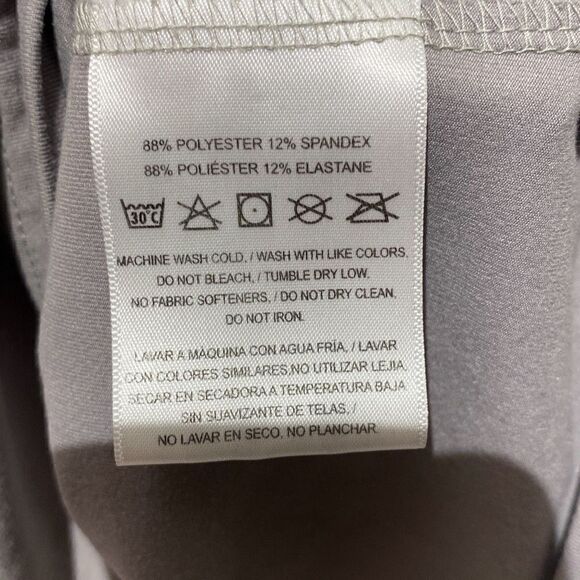 88% POLYESTER 12% SPANDEX
88% POLIÉSTER 12% ELASTANE
30°C
MACHINE WASH COLD. / WASH WITH LIKE COLORS.
DO NOT BLEACH. / TUMBLE DRY LOW.
NO FABRIC SOFTENERS. / DO NOT DRY CLEAN.
DO NOT IRON.
LAVAR A MÁQUINA CON AGUA FRÍA. / LAVAR
CON COLORES SIMILARES,NO UTILIZAR LEJIA.
SECAR EN SECADORA A TEMPERATURA BAJA
SIN SUAVIZANTE DE TELAS. /
NO LAVAR EN SECO, NO PLANCHAR.